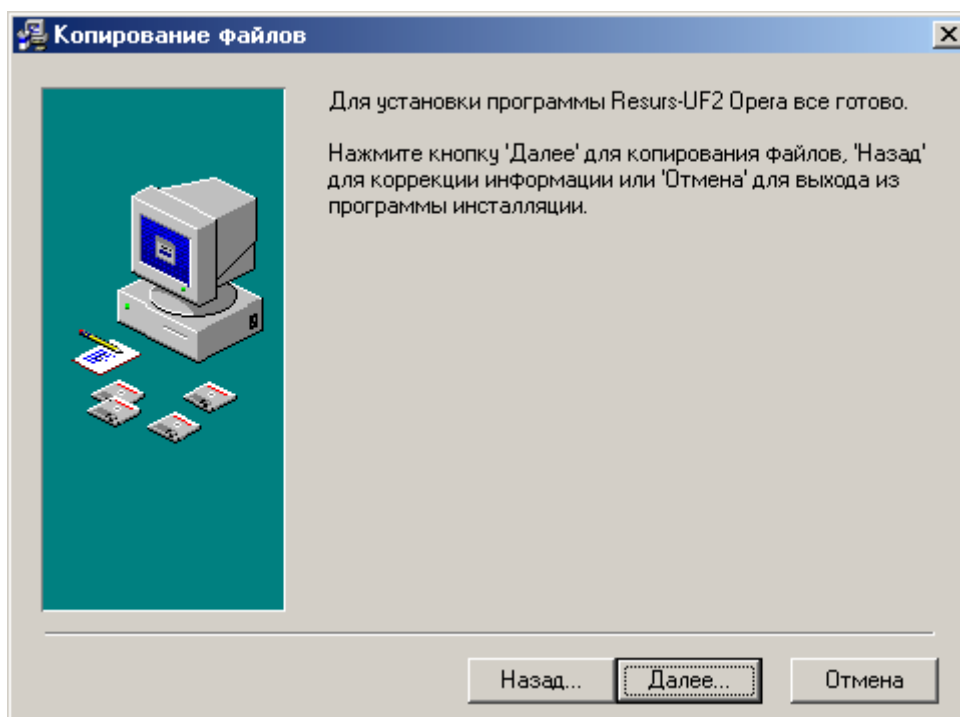 Копирование файлов
Для установки программы Resurs-UF2 Opera все готово.
Нажмите кнопку 'Далее' для копирования файлов, 'Назад'
для коррекции информации или 'Отмена' для выхода из
программы инсталляции.
Назад... Далее... Отмена